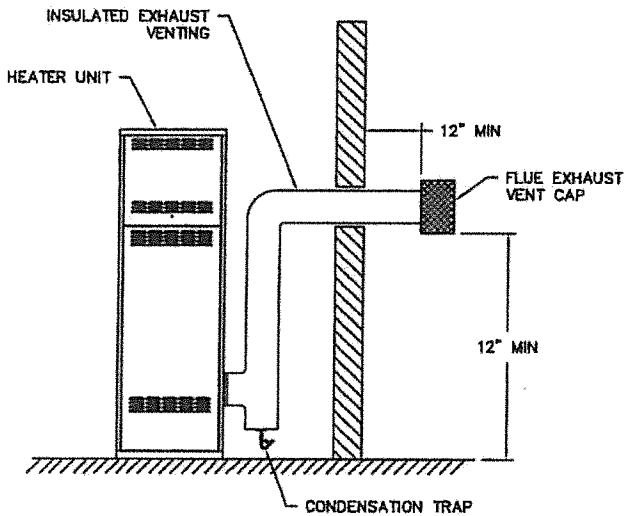 INSULATED EXHAUST
VENTING
HEATER UNIT
12" MIN
FLUE EXHAUST
VENT CAP
12" MIN
CONDENSATION TRAP